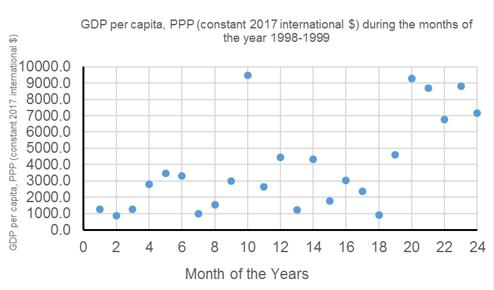 GDP per capita, PPP (constant 2017 international $) during the months of
the year 1998-1999
GDP per capita, PPP (constant 2017 international $)
10000.0
9000.0
8000.0
7000.0
6000.0
5000.0
4000.0
3000.0
2000.0
1000.0
0.0
0 2 4 6 8 10 12 14 16 18 20 22 24
Month of the Years